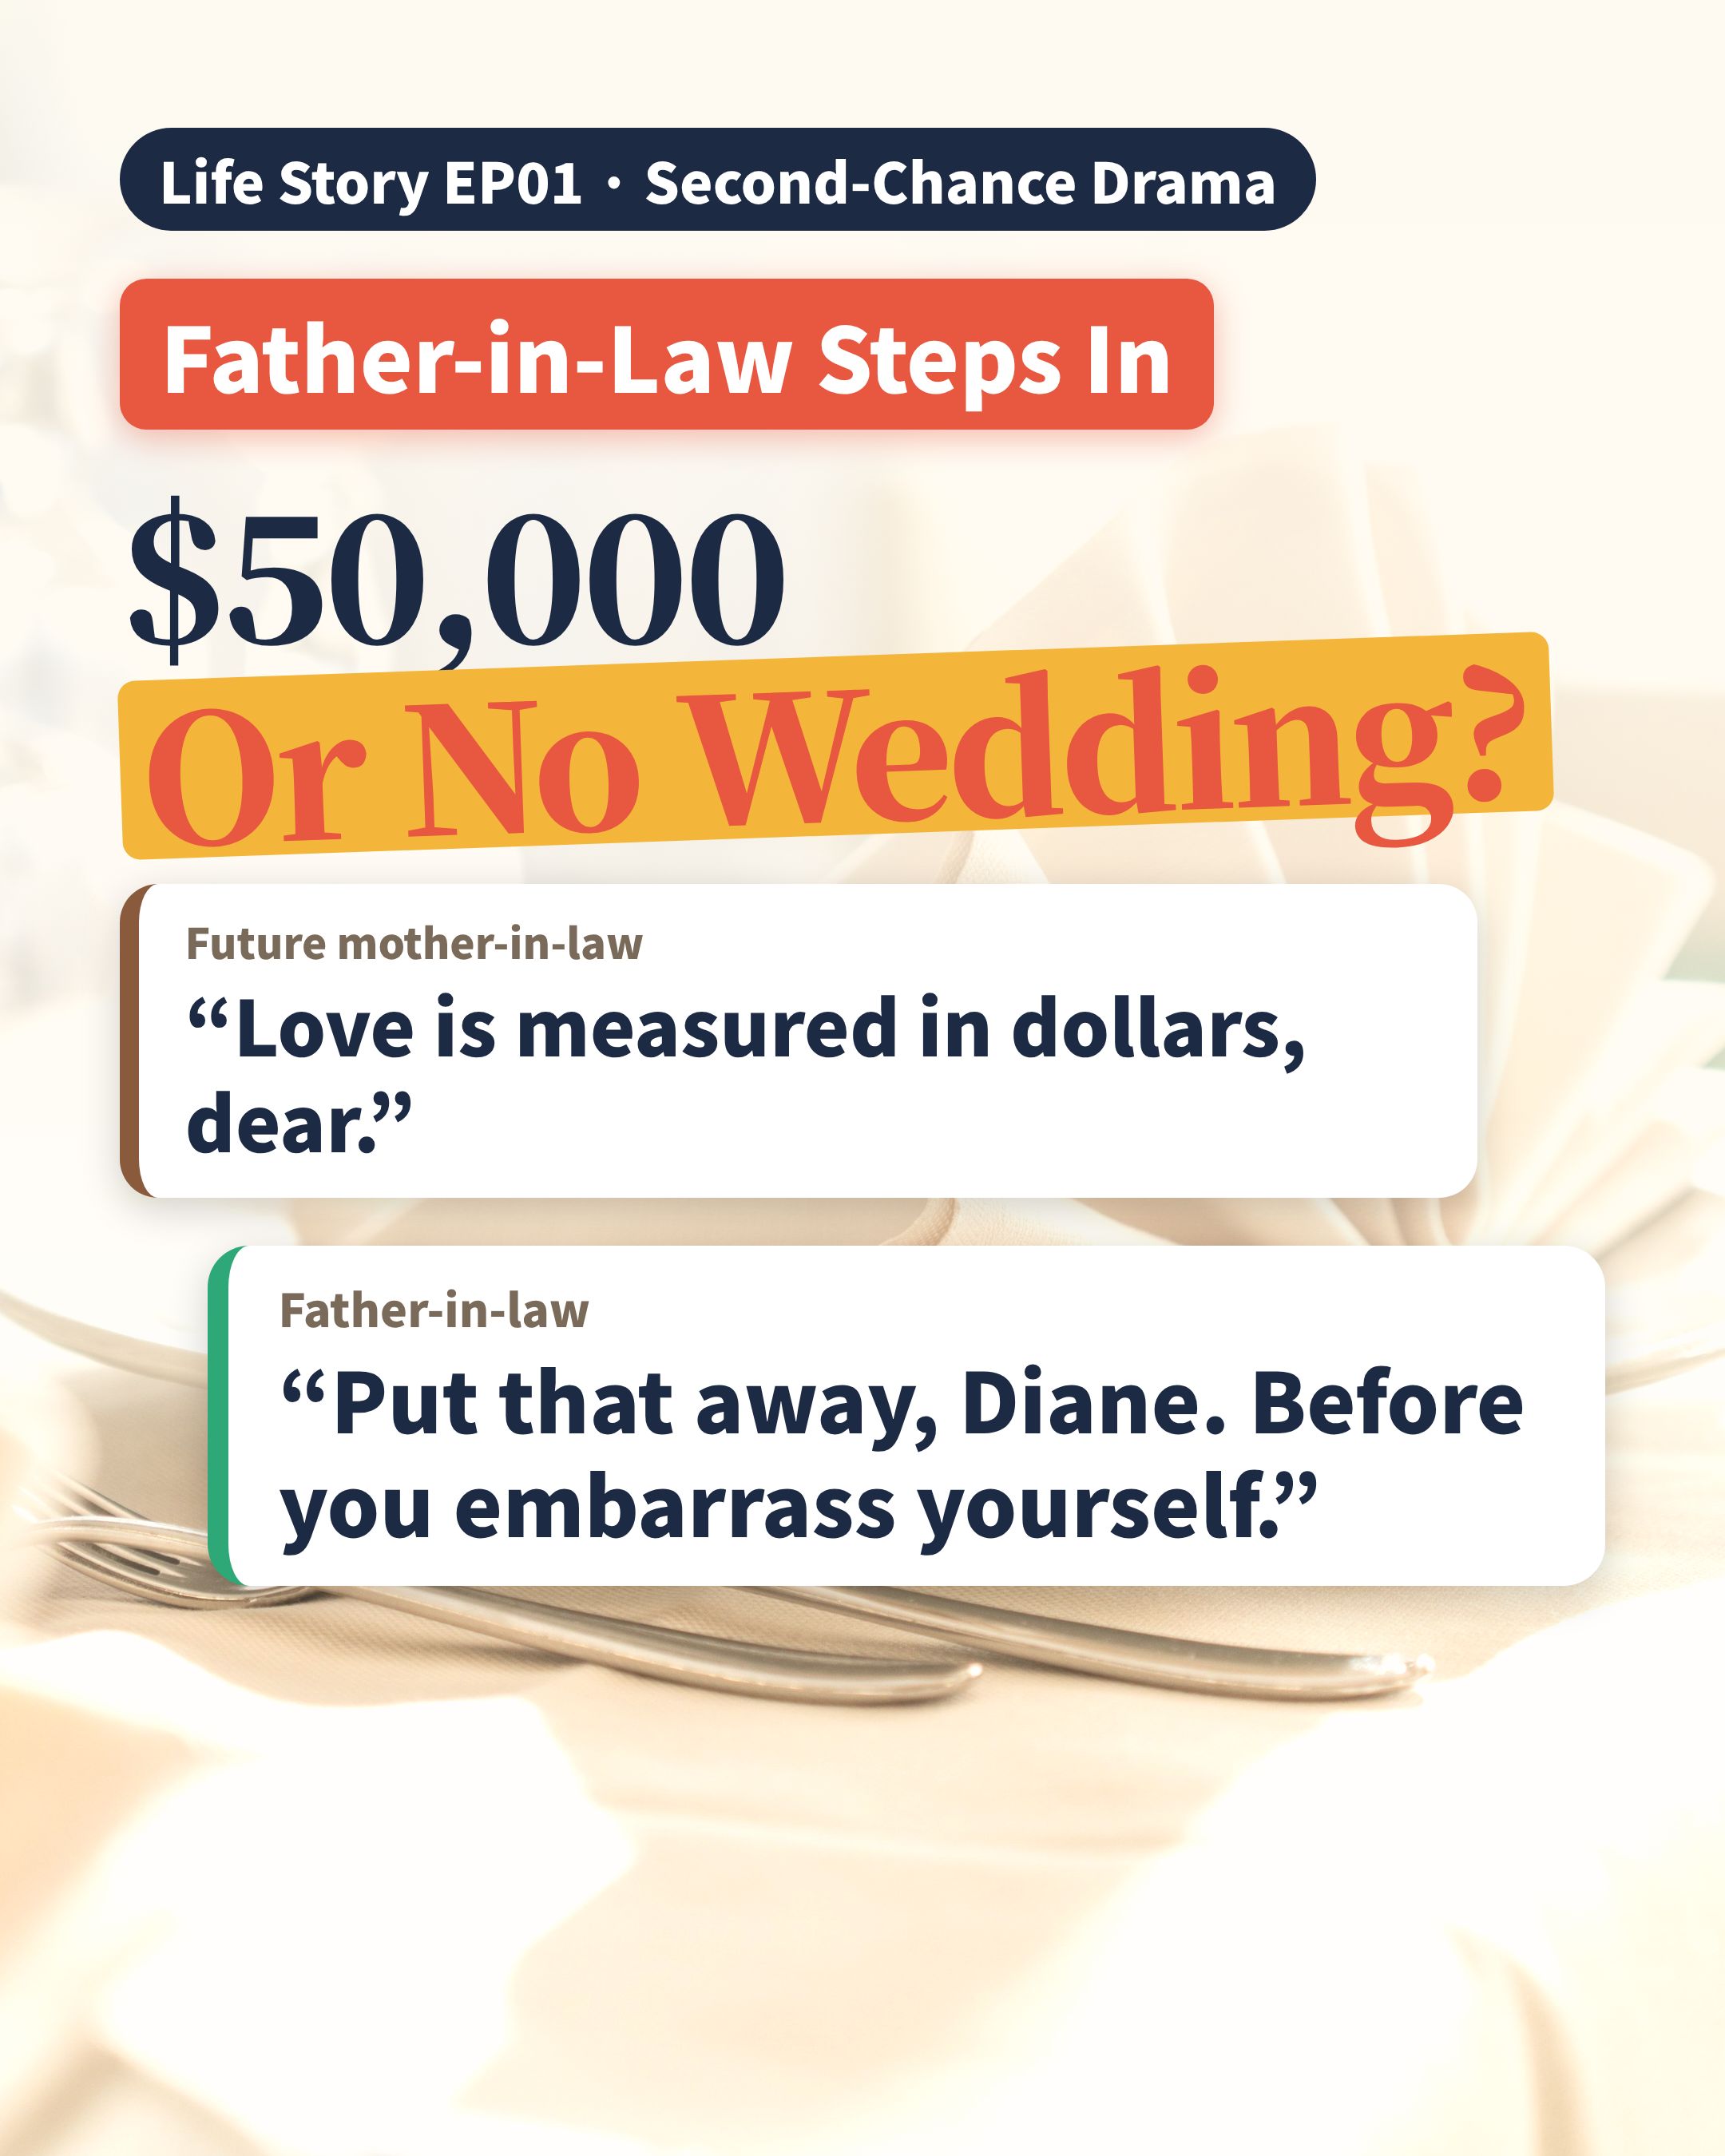 Life Story EP01 • Second-Chance Drama
Father-in-Law Steps In
$50,000
Or No Wedding?
Future mother-in-law
“Love is measured in dollars,
dear.”
Father-in-law
“Put that away, Diane. Before
you embarrass yourself.”